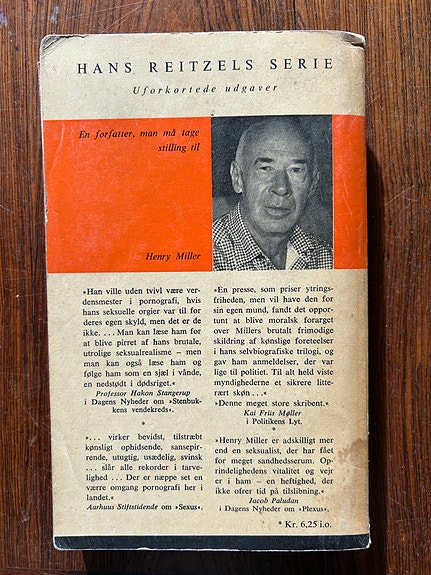 HANS REITZELS SERIE
Uforkortede udgaver
En forfatter, man må tage
stilling til
Henry Miller
»Han ville uden tvivl være ver-
densmester i pornografi, hvis
hans seksuelle orgier var til for
deres egen skyld, men det er de
ikke. ... Man kan læse ham for
at blive pirret af hans brutale,
utrolige seksualrealisme – men
man kan også læse ham og
følge ham som en sjæl i vånde,
en nedstødt i dødsriget.«
Professor Hakon Stangerup
i Dagens Nyheder om »Stenbuk-
kens vendekreds«.
*
»... virker bevidst, tilstræbt
kønsligt ophidsende, sansepir-
rende, utugtig, usædelig, svinsk
... slår alle rekorder i tarve-
lighed ... Der er næppe set en
værre omgang pornografi her i
landet.«
Aarhuus Stiftstidende om »Sexus«.
»En presse, som priser ytrings-
friheden, men vil have den for
sin egen mund, fandt det oppor-
tunt at blive moralsk forarget
over Millers brutalt frimodige
skildring af kønslige foreteelser
i hans selvbiografiske trilogi, og
gav ham anmeldelser, der var
lige til politiet. Til alt held viste
myndighederne et sikrere litte-
rært skøn ...«
»Denne meget store skribent.«
Kai Friis Møller
i Politikens Lyt.
*
»Henry Miller er adskilligt mer
end en seksualist, der har fået
for meget sandhedsserum. Op-
rindelighedens vitalitet og vejr
er i ham – en heftighed, der
ikke ofrer tid på tilslibning.«
Jacob Paludan
i Dagens Nyheder om »Plexus«.
* Kr. 6,25 i.o.